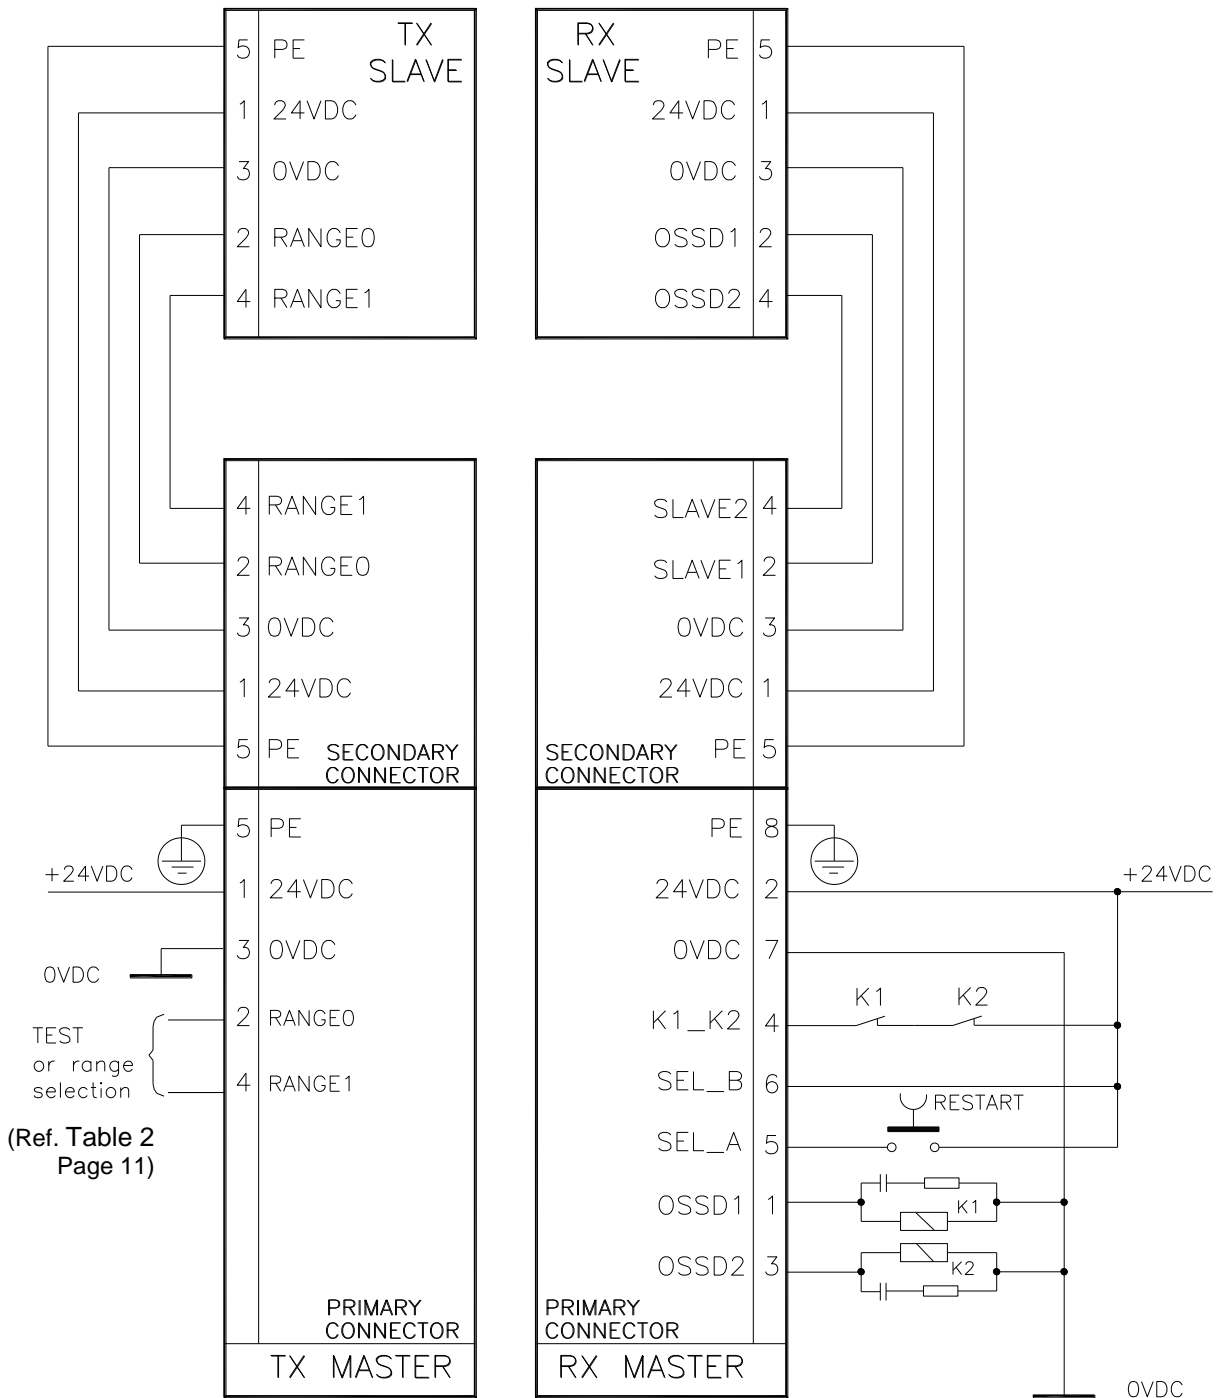 TX
SLAVE
5 PE
1 24VDC
3 0VDC
2 RANGE0
4 RANGE1
RX
SLAVE
PE 5
24VDC 1
0VDC 3
OSSD1 2
OSSD2 4
4 RANGE1
2 RANGE0
3 0VDC
1 24VDC
5 PE
SECONDARY
CONNECTOR
SLAVE2 4
SLAVE1 2
0VDC 3
24VDC 1
PE 5
SECONDARY
CONNECTOR
5 PE
+24VDC
1 24VDC
3 0VDC
0VDC
2 RANGE0
4 RANGE1
TEST
or range
selection
(Ref. Table 2
Page 11)
PRIMARY
CONNECTOR
TX MASTER
PE 8
24VDC 2
+24VDC
0VDC 7
K1_K2 4
K1 K2
SEL_B 6
RESTART
SEL_A 5
OSSD1 1
K1
OSSD2 3
K2
PRIMARY
CONNECTOR
RX MASTER
0VDC